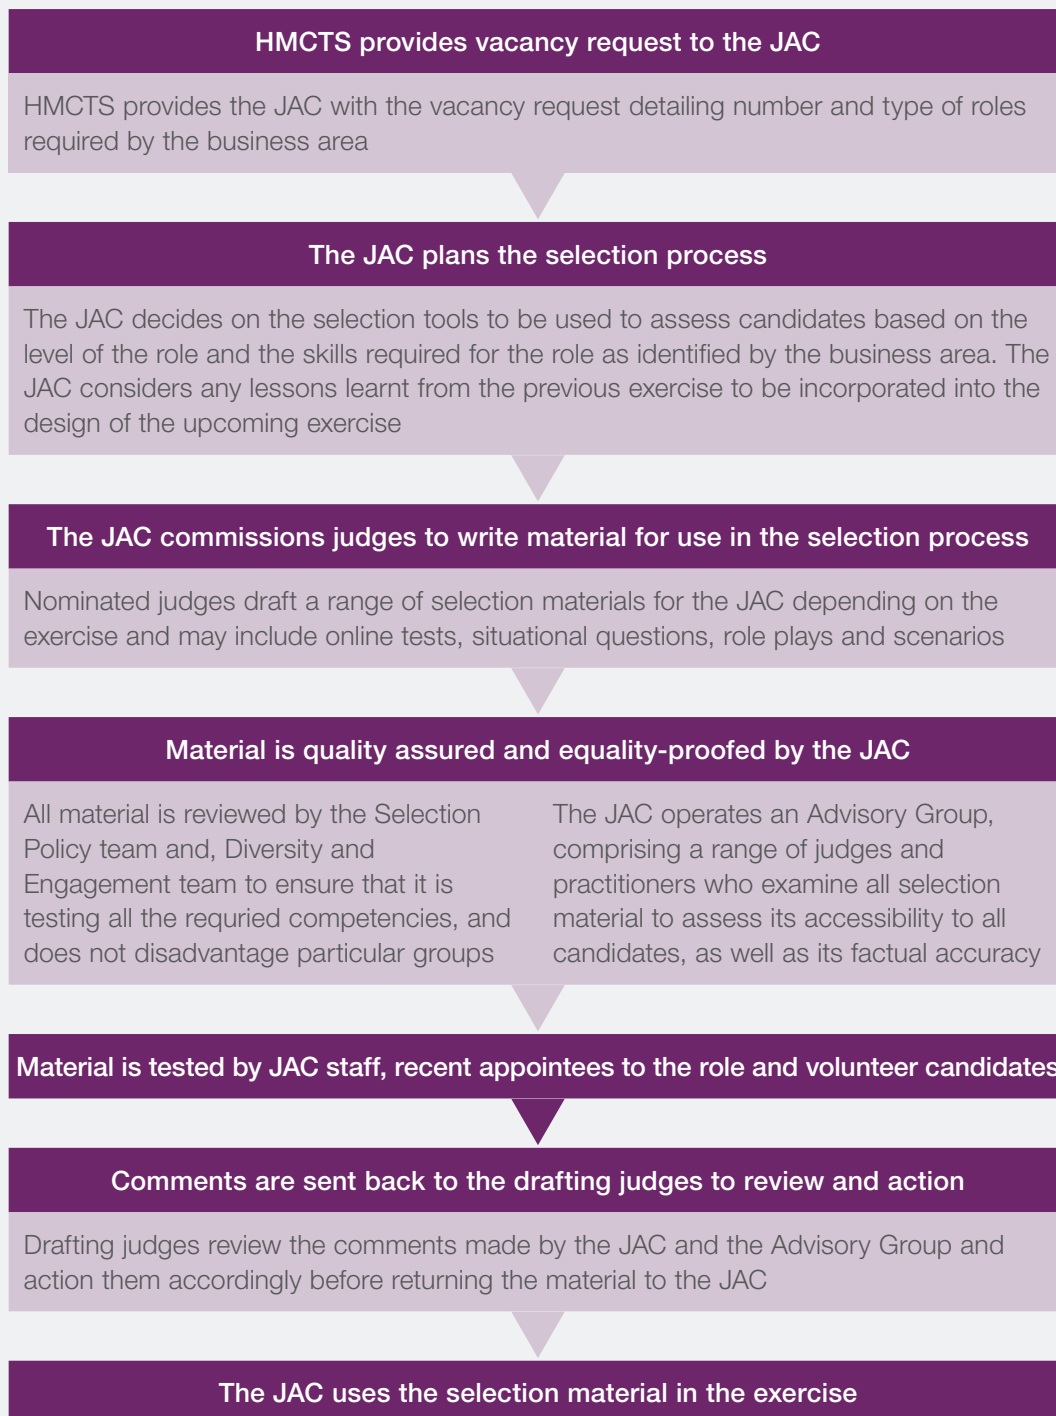 HMCTS provides vacancy request to the JAC
HMCTS provides the JAC with the vacancy request detailing number and type of roles
required by the business area
The JAC plans the selection process
The JAC decides on the selection tools to be used to assess candidates based on the
level of the role and the skills required for the role as identified by the business area. The
JAC considers any lessons learnt from the previous exercise to be incorporated into the
design of the upcoming exercise
The JAC commissions judges to write material for use in the selection process
Nominated judges draft a range of selection materials for the JAC depending on the
exercise and may include online tests, situational questions, role plays and scenarios
Material is quality assured and equality-proofed by the JAC
All material is reviewed by the Selection
Policy team and, Diversity and
Engagement team to ensure that it is
testing all the requried competencies, and
does not disadvantage particular groups
The JAC operates an Advisory Group,
comprising a range of judges and
practitioners who examine all selection
material to assess its accessibility to all
candidates, as well as its factual accuracy
Material is tested by JAC staff, recent appointees to the role and volunteer candidates
Comments are sent back to the drafting judges to review and action
Drafting judges review the comments made by the JAC and the Advisory Group and
action them accordingly before returning the material to the JAC
The JAC uses the selection material in the exercise